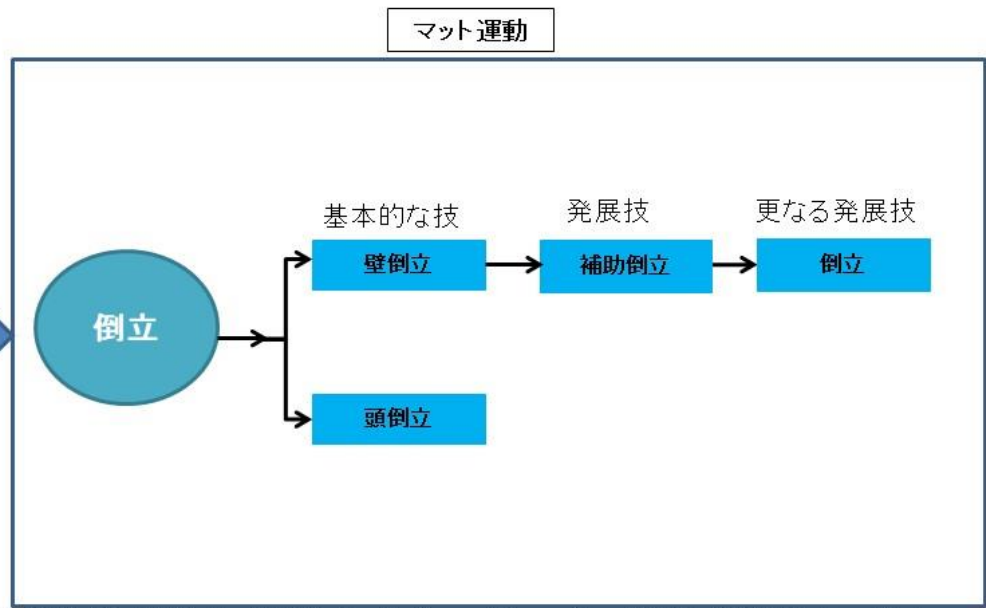 マット運動
基本的な技
発展技
更なる発展技
壁倒立
補助倒立
倒立
倒立
頭倒立